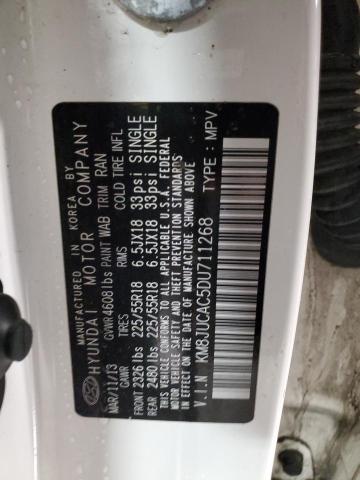 MANUFACTURED IN KOREA BY
HYUNDAI MOTOR COMPANY
MAR/11/13 GVWR 4608lbs PAINT WAB TRIM RAN
GAWR TIRES RIMS COLD TIRE INFL
FRONT 2326 lbs 225/55R18 6.5JX18 33psi SINGLE
REAR 2480 lbs 225/55R18 6.5JX18 33psi SINGLE
THIS VEHICLE CONFORMS TO ALL APPLICABLE U.S.A. FEDERAL
MOTOR VEHICLE SAFETY, BUMPER, AND THEFT PREVENTION STANDARDS
IN EFFECT ON THE DATE OF MANUFACTURE SHOWN ABOVE
KM8JUCAC5DU711268
V.I.N TYPE : MPV